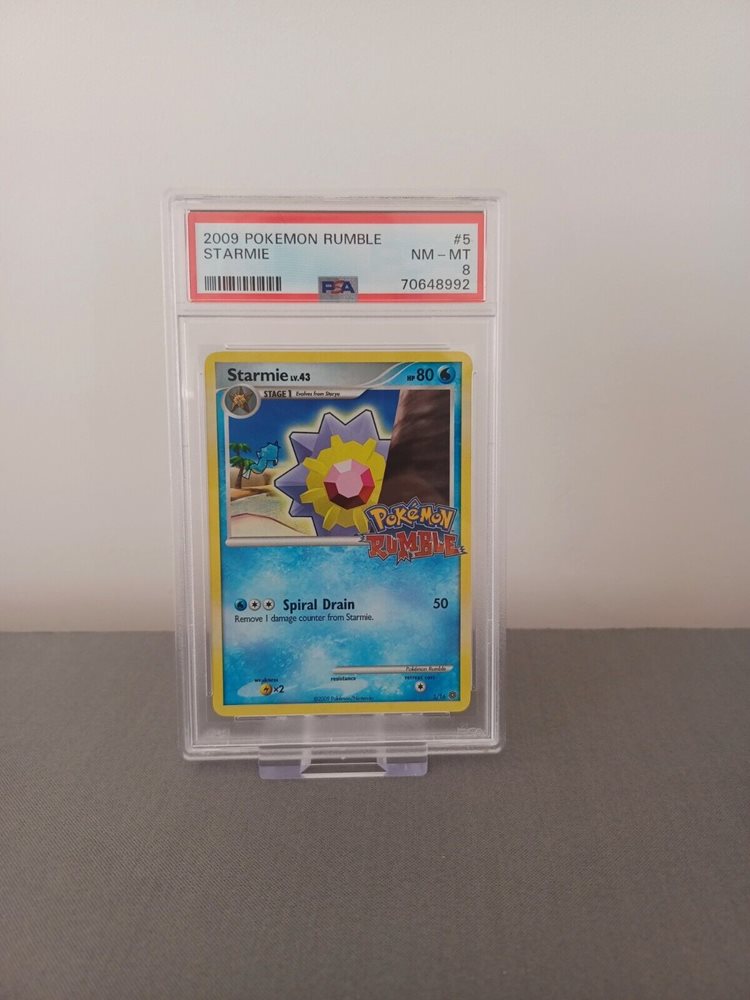 2009 POKEMON RUMBLE #5
STARMIE NM - MT
8
PSA 70648992
Starmie LV.43 HP 80
STAGE 1 Evolves from Staryu
POKéMON
RUMBLE
Spiral Drain 50
Remove 1 damage counter from Starmie.
Pokémon Rumble
weakness resistance retreat cost
×2
©2009 Pokémon/Nintendo 5/16